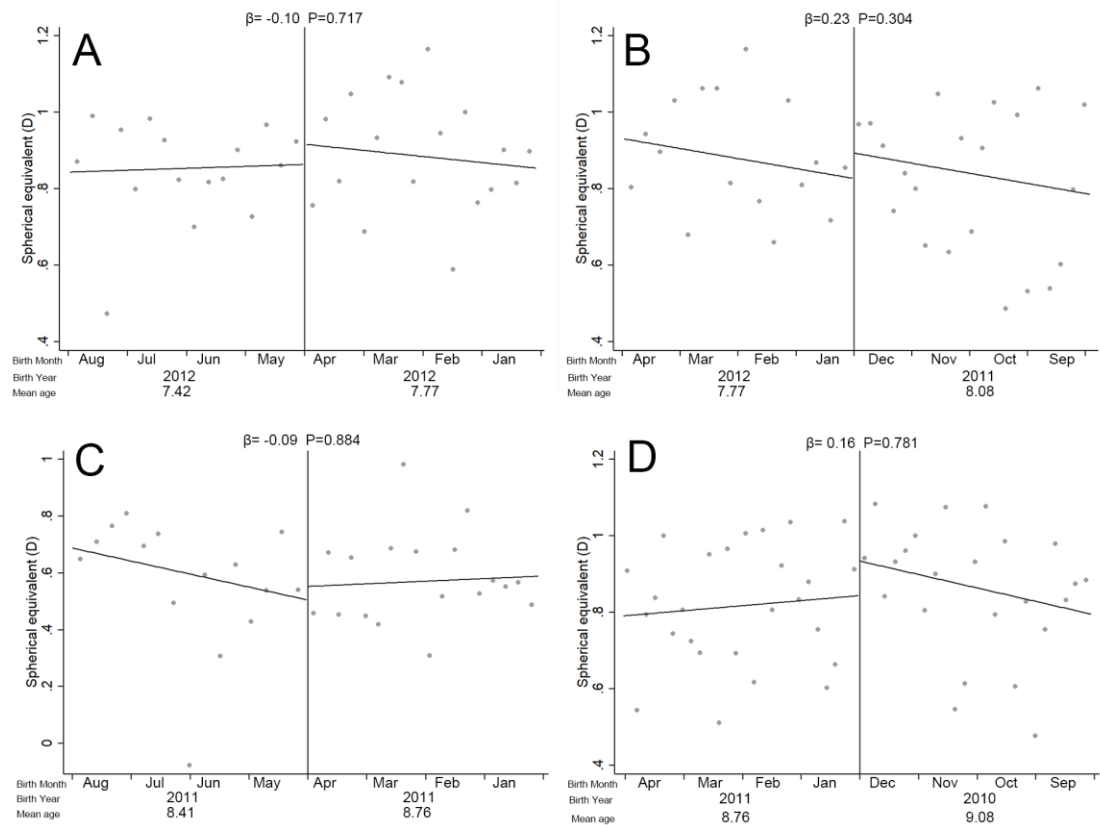 β= -0.10 P=0.717
A
1.2
1
.8
.6
.4
Spherical equivalent (D)
Birth Month Aug Jul Jun May Apr Mar Feb Jan
Birth Year 2012 2012
Mean age 7.42 7.77
β=0.23 P=0.304
B
1.2
1
.8
.6
.4
Spherical equivalent (D)
Birth Month Apr Mar Feb Jan Dec Nov Oct Sep
Birth Year 2012 2011
Mean age 7.77 8.08
β= -0.09 P=0.884
C
1
.8
.6
.4
.2
0
Spherical equivalent (D)
Birth Month Aug Jul Jun May Apr Mar Feb Jan
Birth Year 2011 2011
Mean age 8.41 8.76
β= 0.16 P=0.781
D
1.2
1
.8
.6
.4
Spherical equivalent (D)
Birth Month Apr Mar Feb Jan Dec Nov Oct Sep
Birth Year 2011 2010
Mean age 8.76 9.08